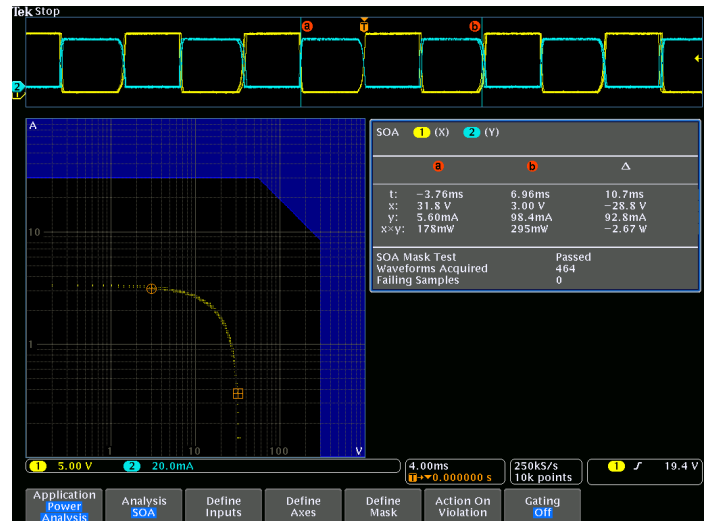 Tek Stop
a T b
2
1
A
10
1
1 10 100 V
SOA 1 (X) 2 (Y)
a b Δ
t: −3.76ms 6.96ms 10.7ms
x: 31.8 V 3.00 V −28.8 V
y: 5.60mA 98.4mA 92.8mA
x×y: 178mW 295mW −2.67 W
SOA Mask Test Passed
Waveforms Acquired 464
Failing Samples 0
1 5.00 V 2 20.0mA
4.00ms
T→▼0.000000 s
250kS/s
10k points
1 ∫ 19.4 V
Application
Power
Analysis
Analysis
SOA
Define
Inputs
Define
Axes
Define
Mask
Action On
Violation
Gating
Off